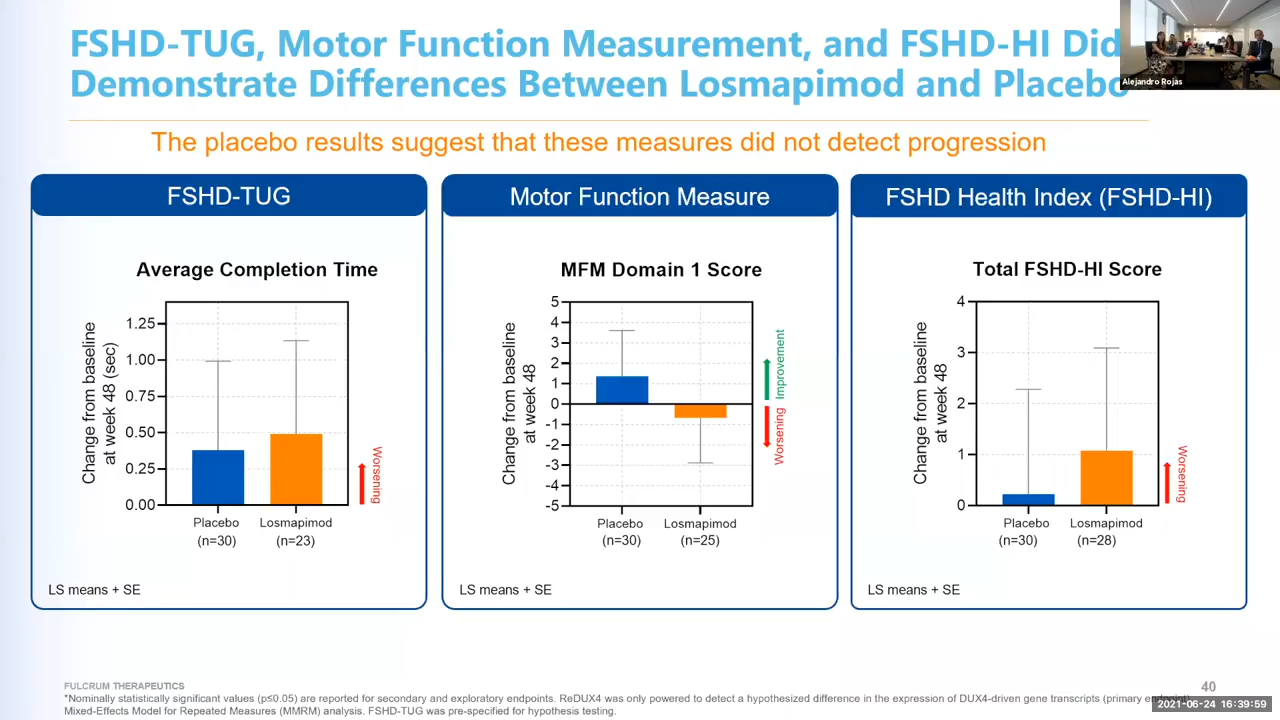 FSHD-TUG, Motor Function Measurement, and FSHD-HI Did
Demonstrate Differences Between Losmapimod and Placebo
Alejandro Rojas
The placebo results suggest that these measures did not detect progression
FSHD-TUG
Average Completion Time
Change from baseline
at week 48 (sec)
1.25
1.00
0.75
0.50
0.25
0.00
Worsening
Placebo
(n=30)
Losmapimod
(n=23)
LS means + SE
Motor Function Measure
MFM Domain 1 Score
Change from baseline
at week 48
5
4
3
2
1
0
-1
-2
-3
-4
-5
Improvement
Worsening
Placebo
(n=30)
Losmapimod
(n=25)
LS means + SE
FSHD Health Index (FSHD-HI)
Total FSHD-HI Score
Change from baseline
at week 48
4
3
2
1
0
Worsening
Placebo
(n=30)
Losmapimod
(n=28)
LS means + SE
FULCRUM THERAPEUTICS
40
*Nominally statistically significant values (p≤0.05) are reported for secondary and exploratory endpoints. ReDUX4 was only powered to detect a hypothesized difference in the expression of DUX4-driven gene transcripts (primary endpoint).
Mixed-Effects Model for Repeated Measures (MMRM) analysis. FSHD-TUG was pre-specified for hypothesis testing.
2021-06-24 16:39:59